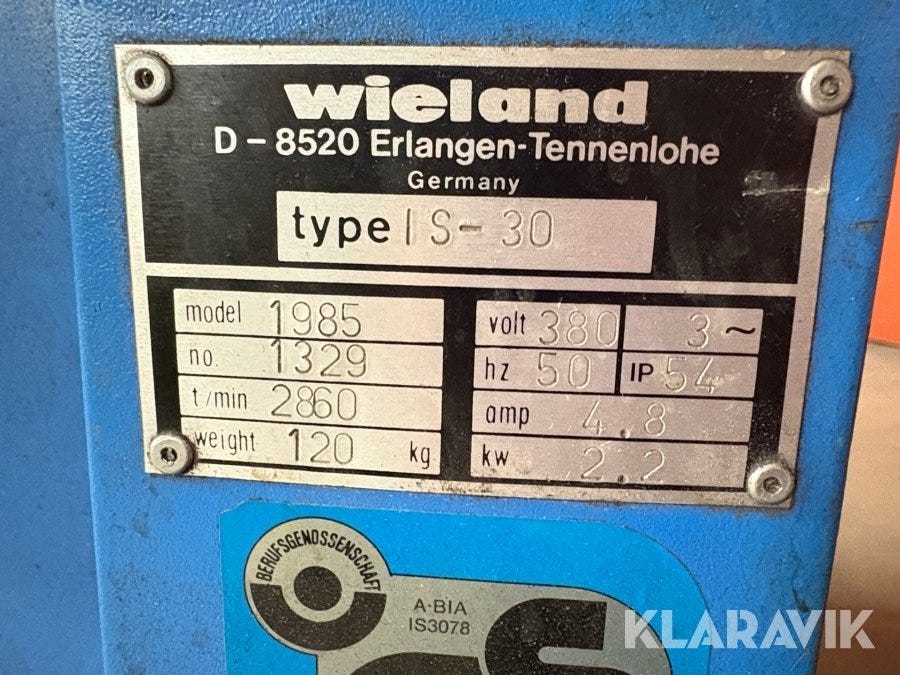 wieland
D-8520 Erlangen-Tennenlohe
Germany
type IS-30
model 1985
no. 1329
t/min 2860
weight 120 kg
volt 380 3~
hz 50 IP 54
amp 4.8
kw 2.2
BERUFSGENOSSENSCHAFT
A·BIA
IS3078
GS
KLARAVIK